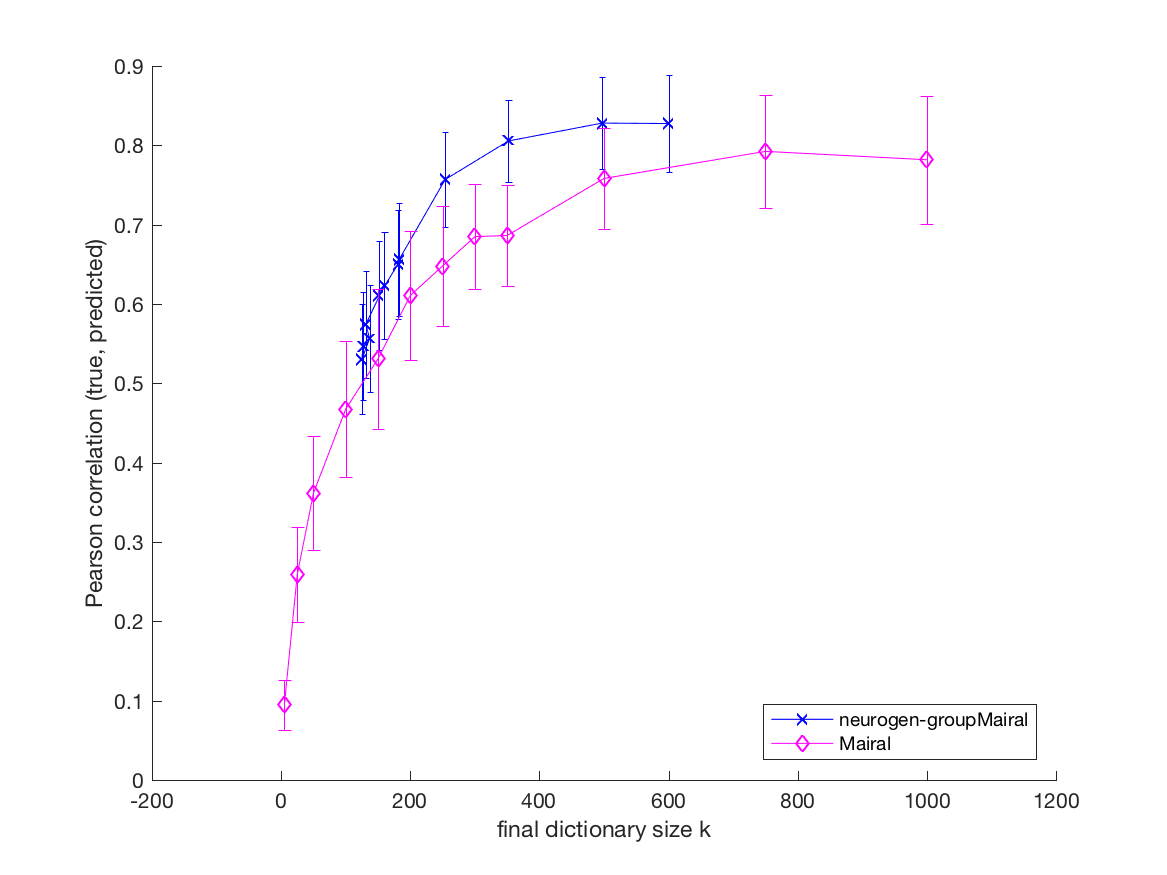 0.9
0.8
0.7
0.6
0.5
0.4
0.3
0.2
0.1
0
Pearson correlation (true, predicted)
-200 0 200 400 600 800 1000 1200
final dictionary size k
neurogen-groupMairal
Mairal